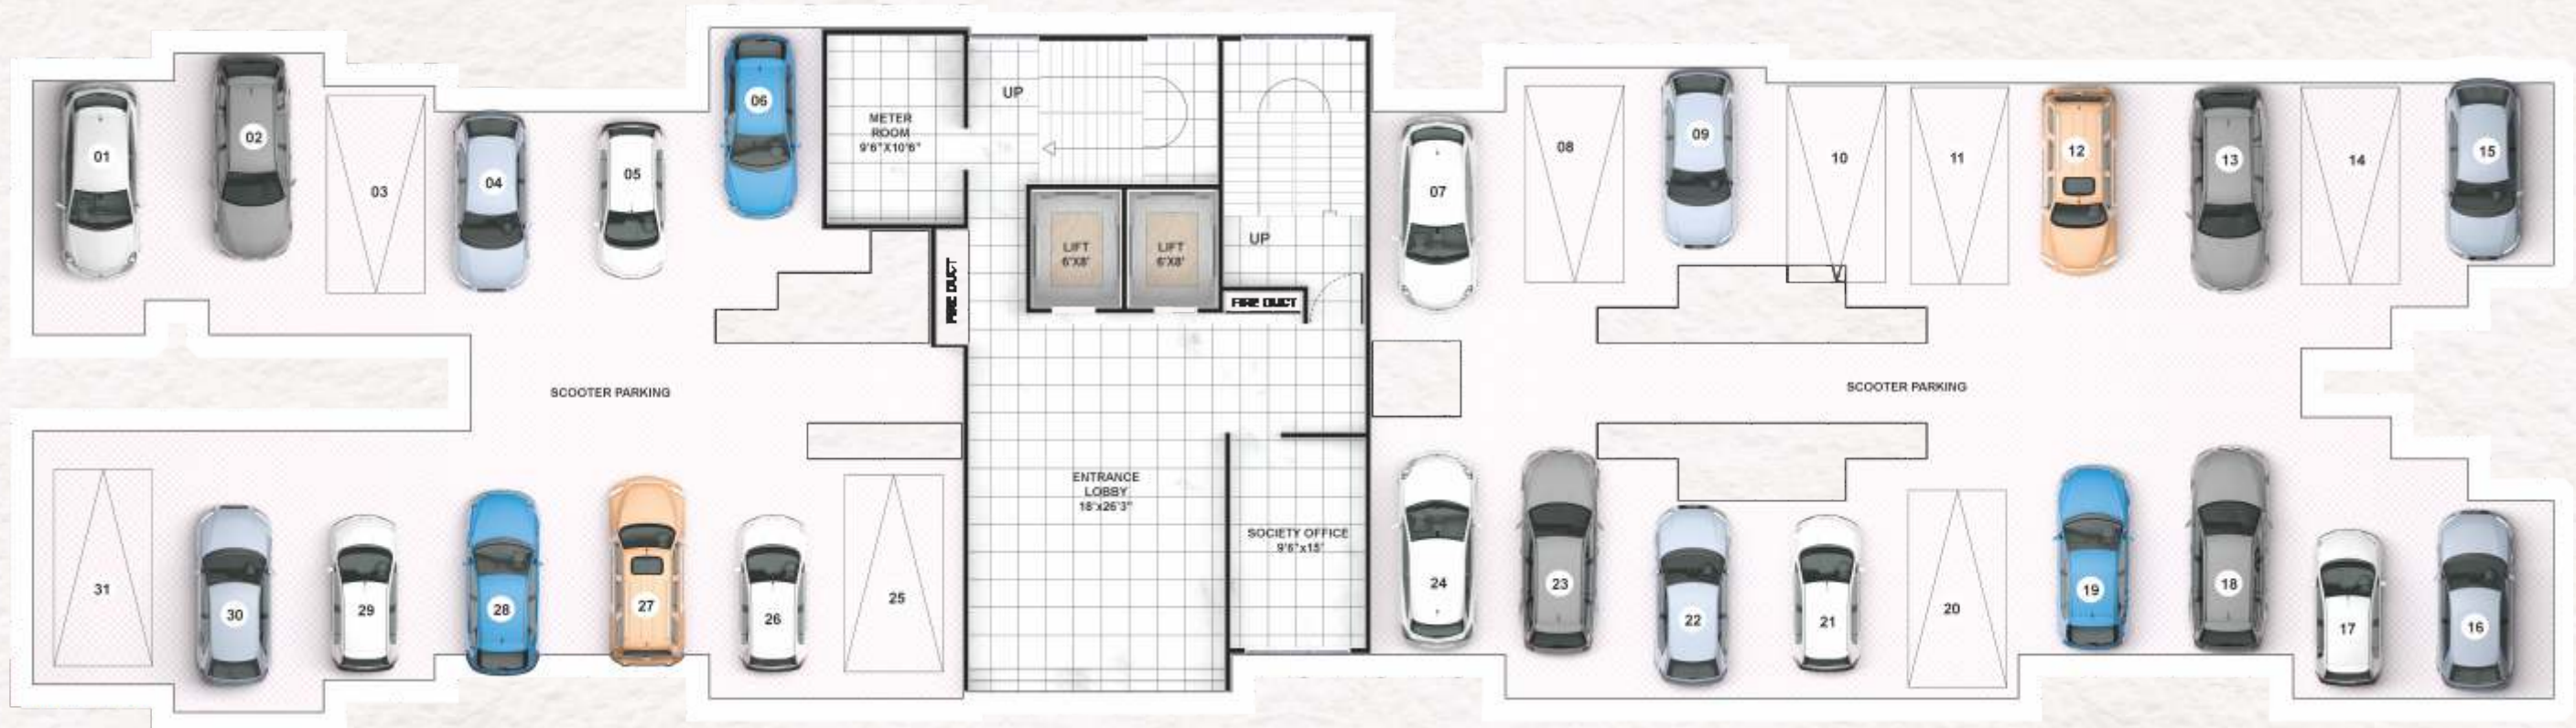 01
02
03
04
05
06
METER
ROOM
9'6"X10'6"
UP
LIFT
6'X8'
LIFT
6'X8'
UP
FIRE DUCT
FIRE DUCT
07
08
09
10
11
12
13
14
15
SCOOTER PARKING
SCOOTER PARKING
31
30
29
28
27
26
25
ENTRANCE
LOBBY
18'x26'3"
SOCIETY OFFICE
9'6"x15'
24
23
22
21
20
19
18
17
16